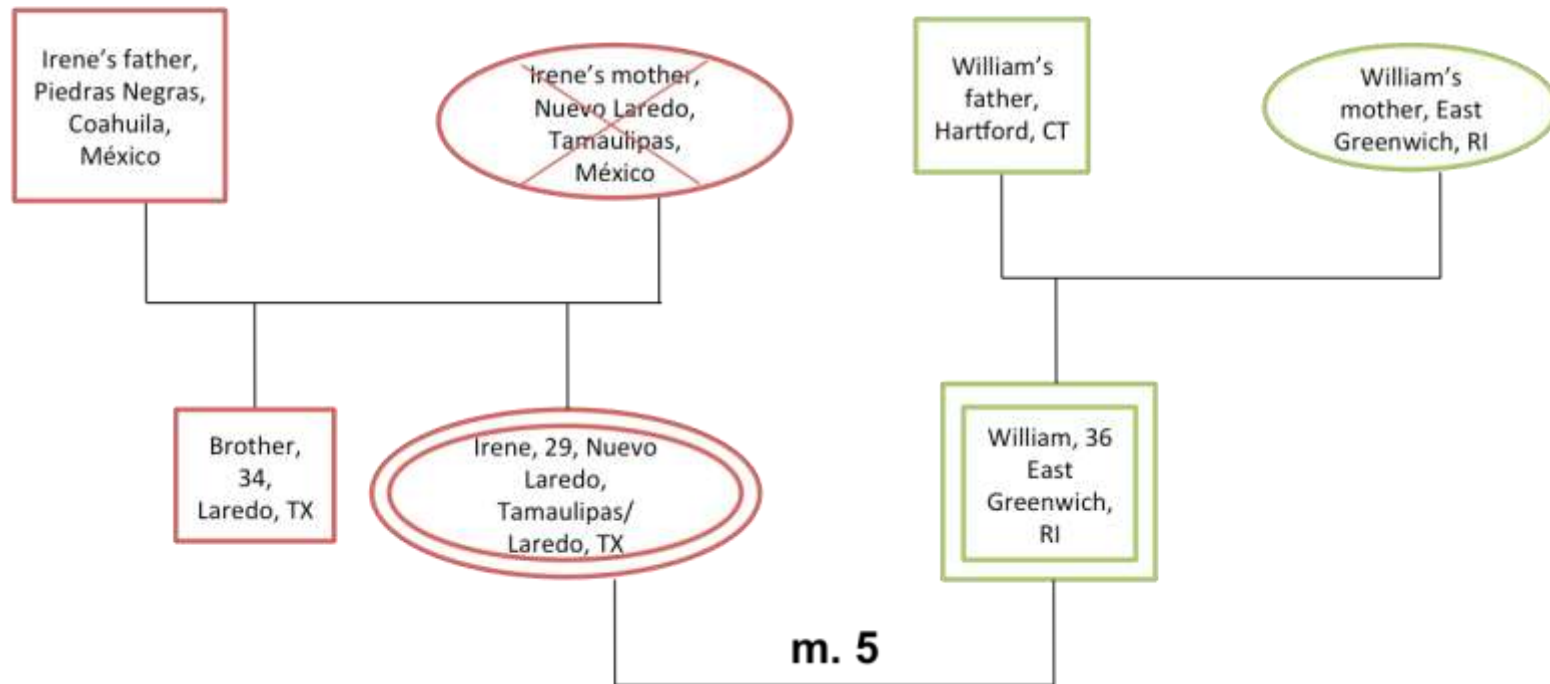 Irene's father,
Piedras Negras,
Coahuila,
México
Irene's mother,
Nuevo Laredo,
Tamaulipas,
México
William's
father,
Hartford, CT
William's
mother, East
Greenwich, RI
Brother,
34,
Laredo, TX
Irene, 29, Nuevo
Laredo,
Tamaulipas/
Laredo, TX
William, 36
East
Greenwich,
RI
m. 5